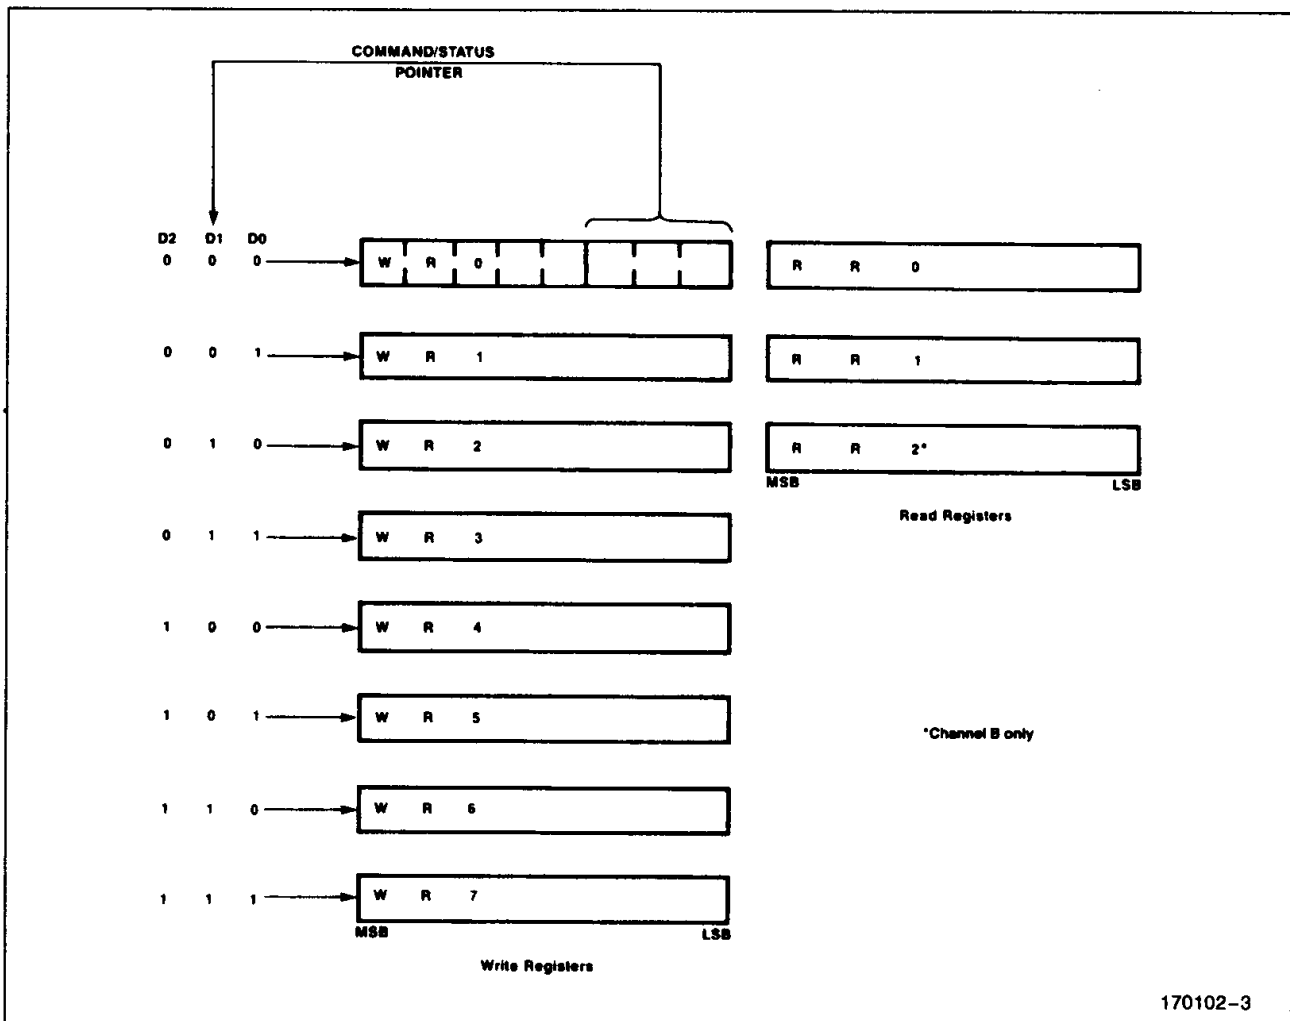 COMMAND/STATUS
POINTER
D2 D1 D0
0 0 0 W R 0 R R 0
0 0 1 W R 1 R R 1
0 1 0 W R 2 R R 2*
MSB LSB
Read Registers
0 1 1 W R 3
1 0 0 W R 4
1 0 1 W R 5
*Channel B only
1 1 0 W R 6
1 1 1 W R 7
MSB LSB
Write Registers
170102–3